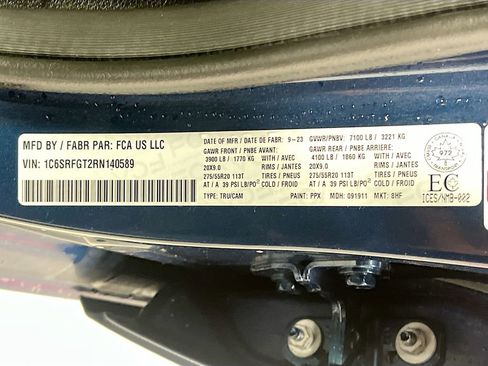 MFD BY / FABR PAR: FCA US LLC
VIN: 1C6SRFGT2RN140589
DATE OF MFR / DATE DE FABR: 9-23 GVWR/PNBV: 7100 LB / 3221 KG
GAWR FRONT / PNBE AVANT: GAWR REAR / PNBE ARRIERE:
3900 LB / 1770 KG WITH / AVEC 4100 LB / 1860 KG WITH / AVEC
20X9.0 RIMS / JANTES 20X9.0 RIMS / JANTES
275/55R20 113T TIRES / PNEUS 275/55R20 113T TIRES / PNEUS
AT / A 39 PSI LB/PO² COLD/A FROID AT / A 39 PSI LB/PO² COLD/A FROID
TYPE: TRU/CAM PAINT: PPX MDH: 091911 MKT: 8HF
CANADA
972
EC
ICES/NMB-002